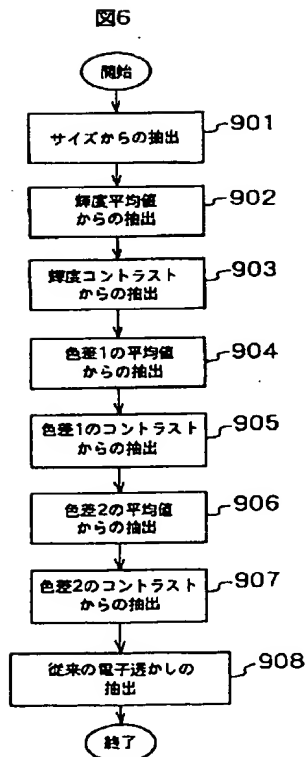 図6
開始
サイズからの抽出
901
輝度平均値
からの抽出
902
輝度コントラスト
からの抽出
903
色差1の平均値
からの抽出
904
色差1のコントラスト
からの抽出
905
色差2の平均値
からの抽出
906
色差2のコントラスト
からの抽出
907
従来の電子透かしの
抽出
908
終了